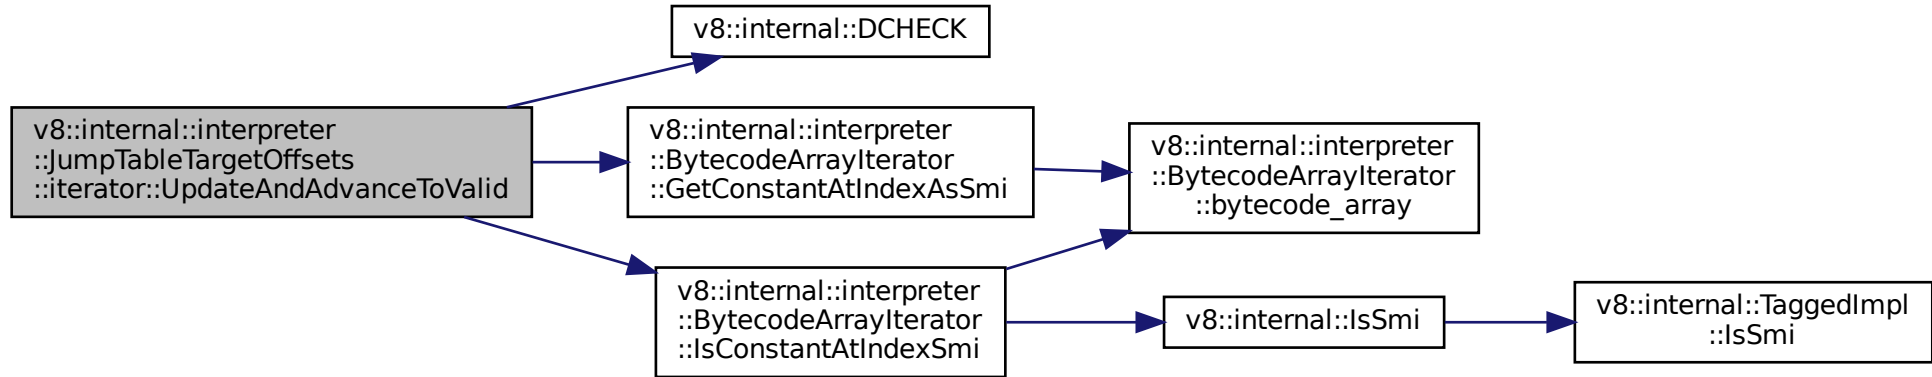 v8::internal::DCHECK
v8::internal::interpreter
::JumpTableTargetOffsets
::iterator::UpdateAndAdvanceToValid
v8::internal::interpreter
::BytecodeArrayIterator
::GetConstantAtIndexAsSmi
v8::internal::interpreter
::BytecodeArrayIterator
::bytecode_array
v8::internal::interpreter
::BytecodeArrayIterator
::IsConstantAtIndexSmi
v8::internal::IsSmi
v8::internal::TaggedImpl
::IsSmi